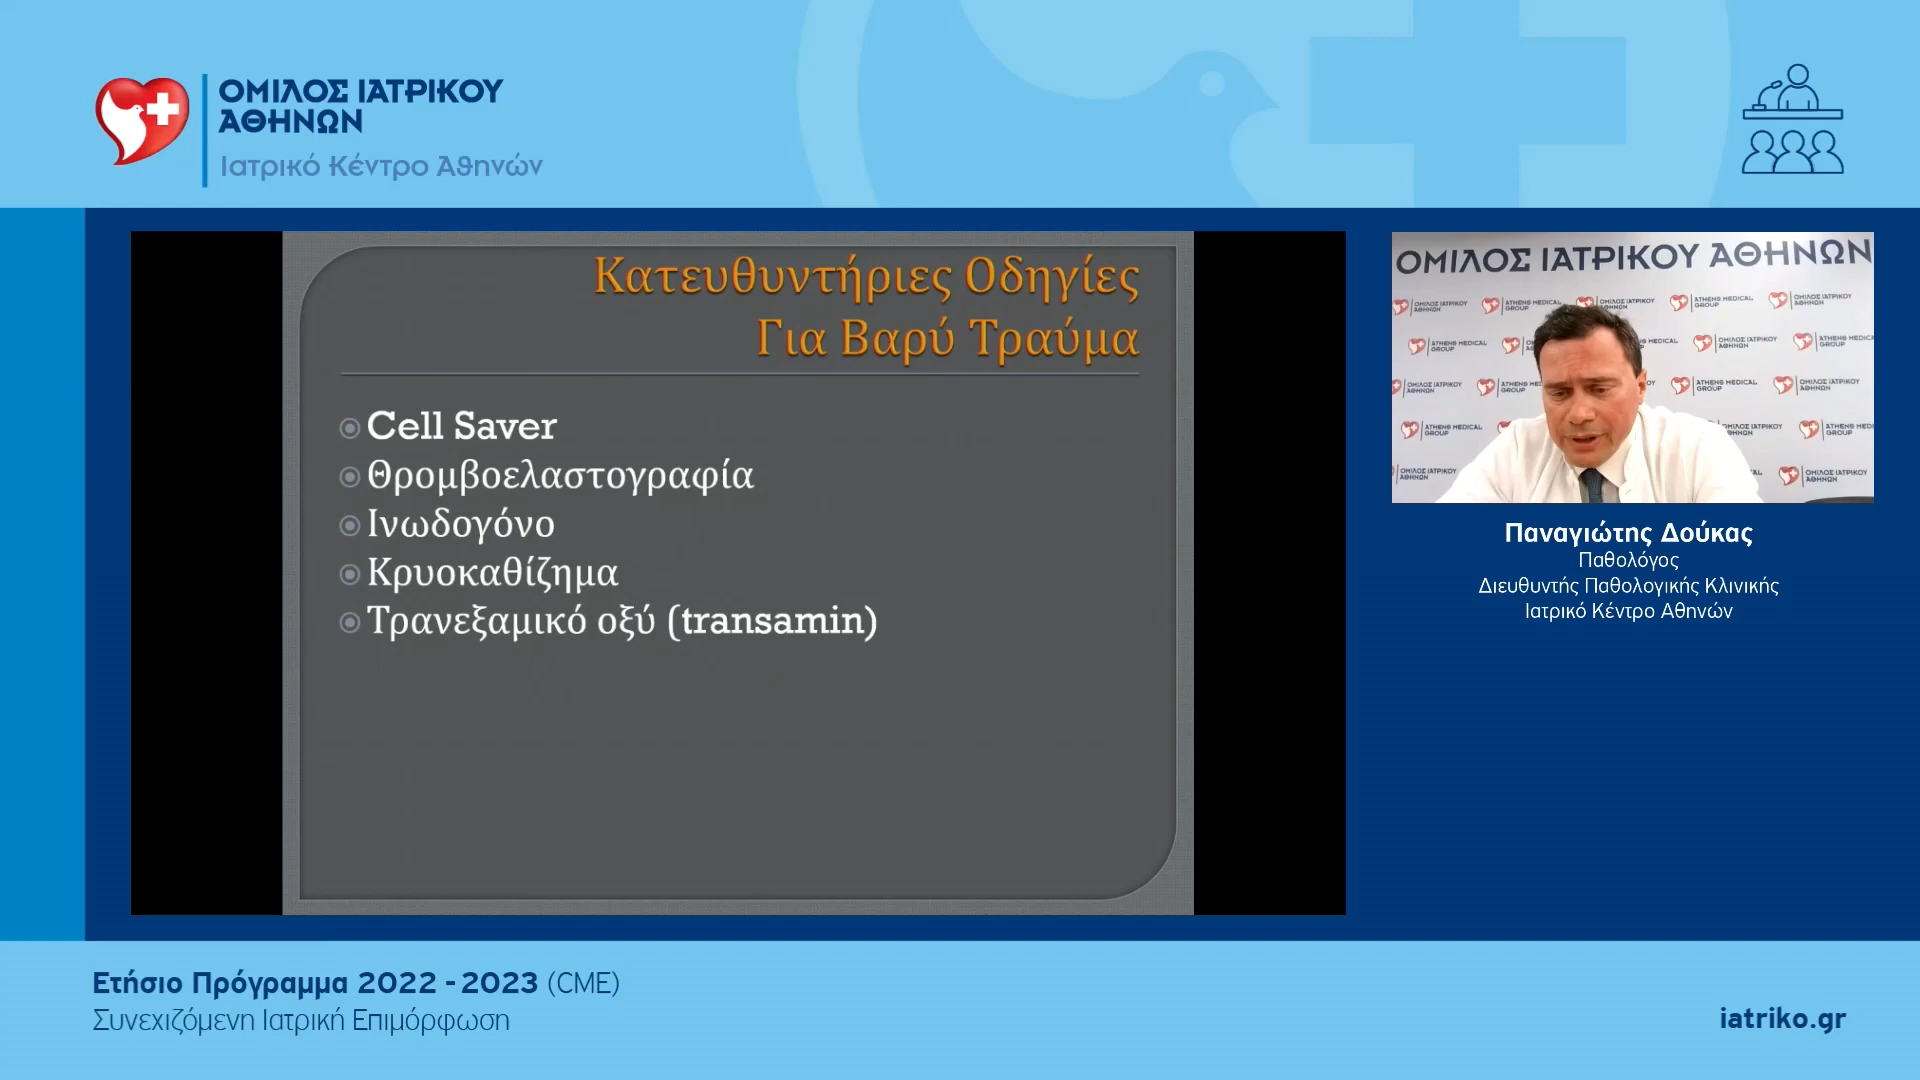 ΟΜΙΛΟΣ ΙΑΤΡΙΚΟΥ
ΑΘΗΝΩΝ
Ιατρικό Κέντρο Αθηνών
Κατευθυντήριες Οδηγίες
Για Βαρύ Τραύμα
Cell Saver
Θρομβοελαστογραφία
Ινωδογόνο
Κρυοκαθίζημα
Τρανεξαμικό οξύ (transamin)
ΟΜΙΛΟΣ ΙΑΤΡΙΚΟΥ ΑΘΗΝΩΝ
Παναγιώτης Δούκας
Παθολόγος
Διευθυντής Παθολογικής Κλινικής
Ιατρικό Κέντρο Αθηνών
Ετήσιο Πρόγραμμα 2022 - 2023 (CME)
Συνεχιζόμενη Ιατρική Επιμόρφωση
iatriko.gr